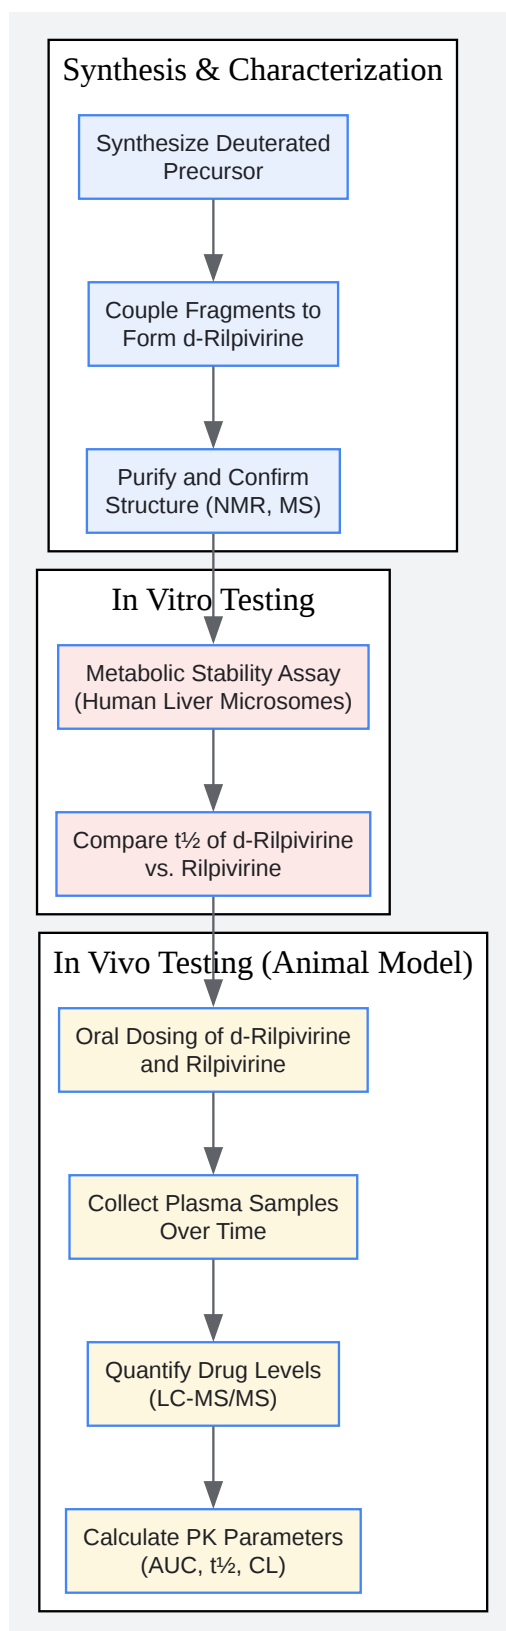 Synthesis & Characterization
Synthesize Deuterated
Precursor
Couple Fragments to
Form d-Rilpivirine
Purify and Confirm
Structure (NMR, MS)
In Vitro Testing
Metabolic Stability Assay
(Human Liver Microsomes)
Compare t½ of d-Rilpivirine
vs. Rilpivirine
In Vivo Testing (Animal Model)
Oral Dosing of d-Rilpivirine
and Rilpivirine
Collect Plasma Samples
Over Time
Quantify Drug Levels
(LC-MS/MS)
Calculate PK Parameters
(AUC, t½, CL)